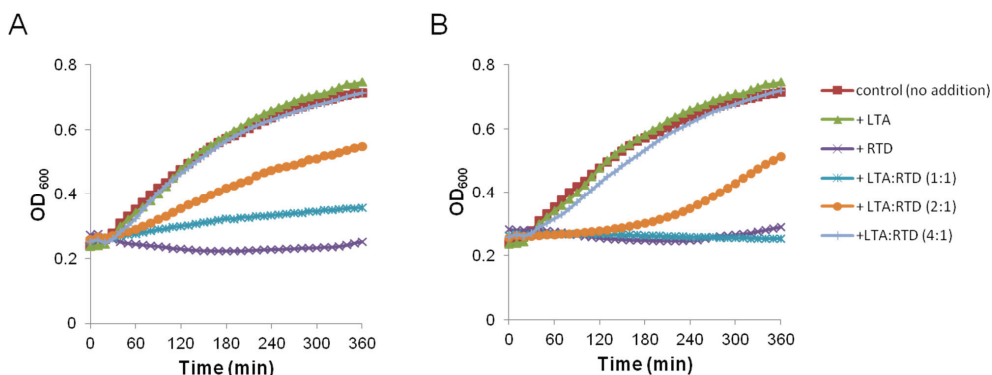 A
B
0.8
0.6
0.4
0.2
0
OD600
0 60 120 180 240 300 360
Time (min)
0.8
0.6
0.4
0.2
0
OD600
0 60 120 180 240 300 360
Time (min)
control (no addition)
+ LTA
+ RTD
+ LTA:RTD (1:1)
+ LTA:RTD (2:1)
+LTA:RTD (4:1)